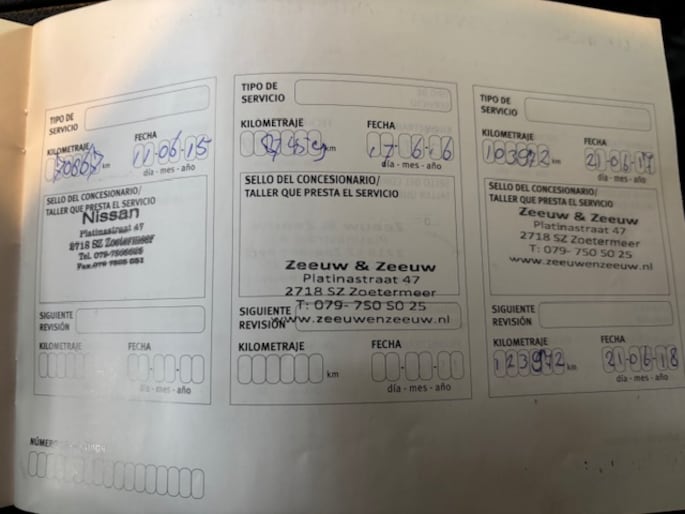 TIPO DE
SERVICIO
KILOMETRAJE
FECHA
km
11-06-15
día - mes - año
SELLO DEL CONCESIONARIO/
TALLER QUE PRESTA EL SERVICIO
Nissan
Platinastraat 47
2718 SZ Zoetermeer
SIGUIENTE
REVISIÓN
KILOMETRAJE
FECHA
día - mes - año
TIPO DE
SERVICIO
KILOMETRAJE
FECHA
km
17-06-16
día - mes - año
SELLO DEL CONCESIONARIO/
TALLER QUE PRESTA EL SERVICIO
Zeeuw & Zeeuw
Platinastraat 47
2718 SZ Zoetermeer
T: 079- 750 50 25
SIGUIENTE
REVISIÓN
www.zeeuwenzeeuw.nl
KILOMETRAJE
FECHA
km
día - mes - año
TIPO DE
SERVICIO
KILOMETRAJE
FECHA
km
21-06-17
día - mes - año
SELLO DEL CONCESIONARIO/
TALLER QUE PRESTA EL SERVICIO
Zeeuw & Zeeuw
Platinastraat 47
2718 SZ Zoetermeer
T: 079- 750 50 25
www.zeeuwenzeeuw.nl
SIGUIENTE
REVISIÓN
KILOMETRAJE
FECHA
123972 km
21-06-18
día - mes - año